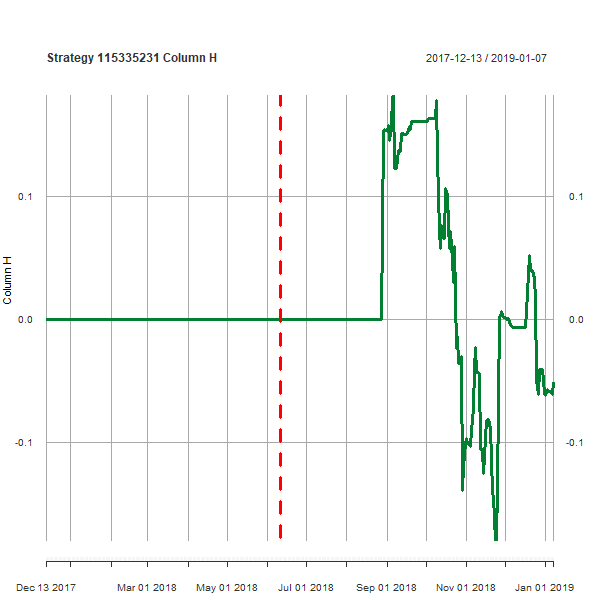 Strategy 115335231 Column H
2017-12-13 / 2019-01-07
0.1
0.1
0.0
0.0
-0.1
-0.1
Column H
Dec 13 2017
Mar 01 2018
May 01 2018
Jul 01 2018
Sep 01 2018
Nov 01 2018
Jan 01 2019